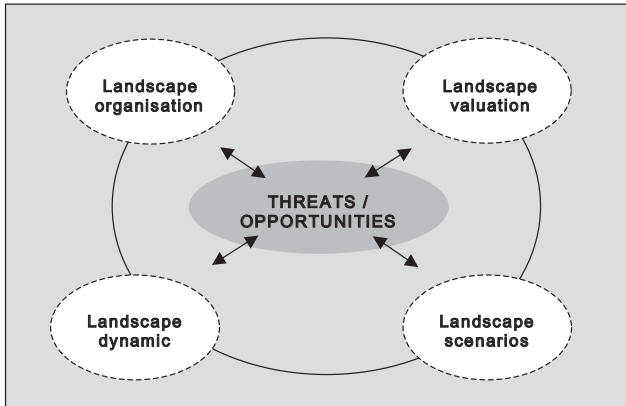 Landscape
organisation
Landscape
valuation
THREATS /
OPPORTUNITIES
Landscape
dynamic
Landscape
scenarios